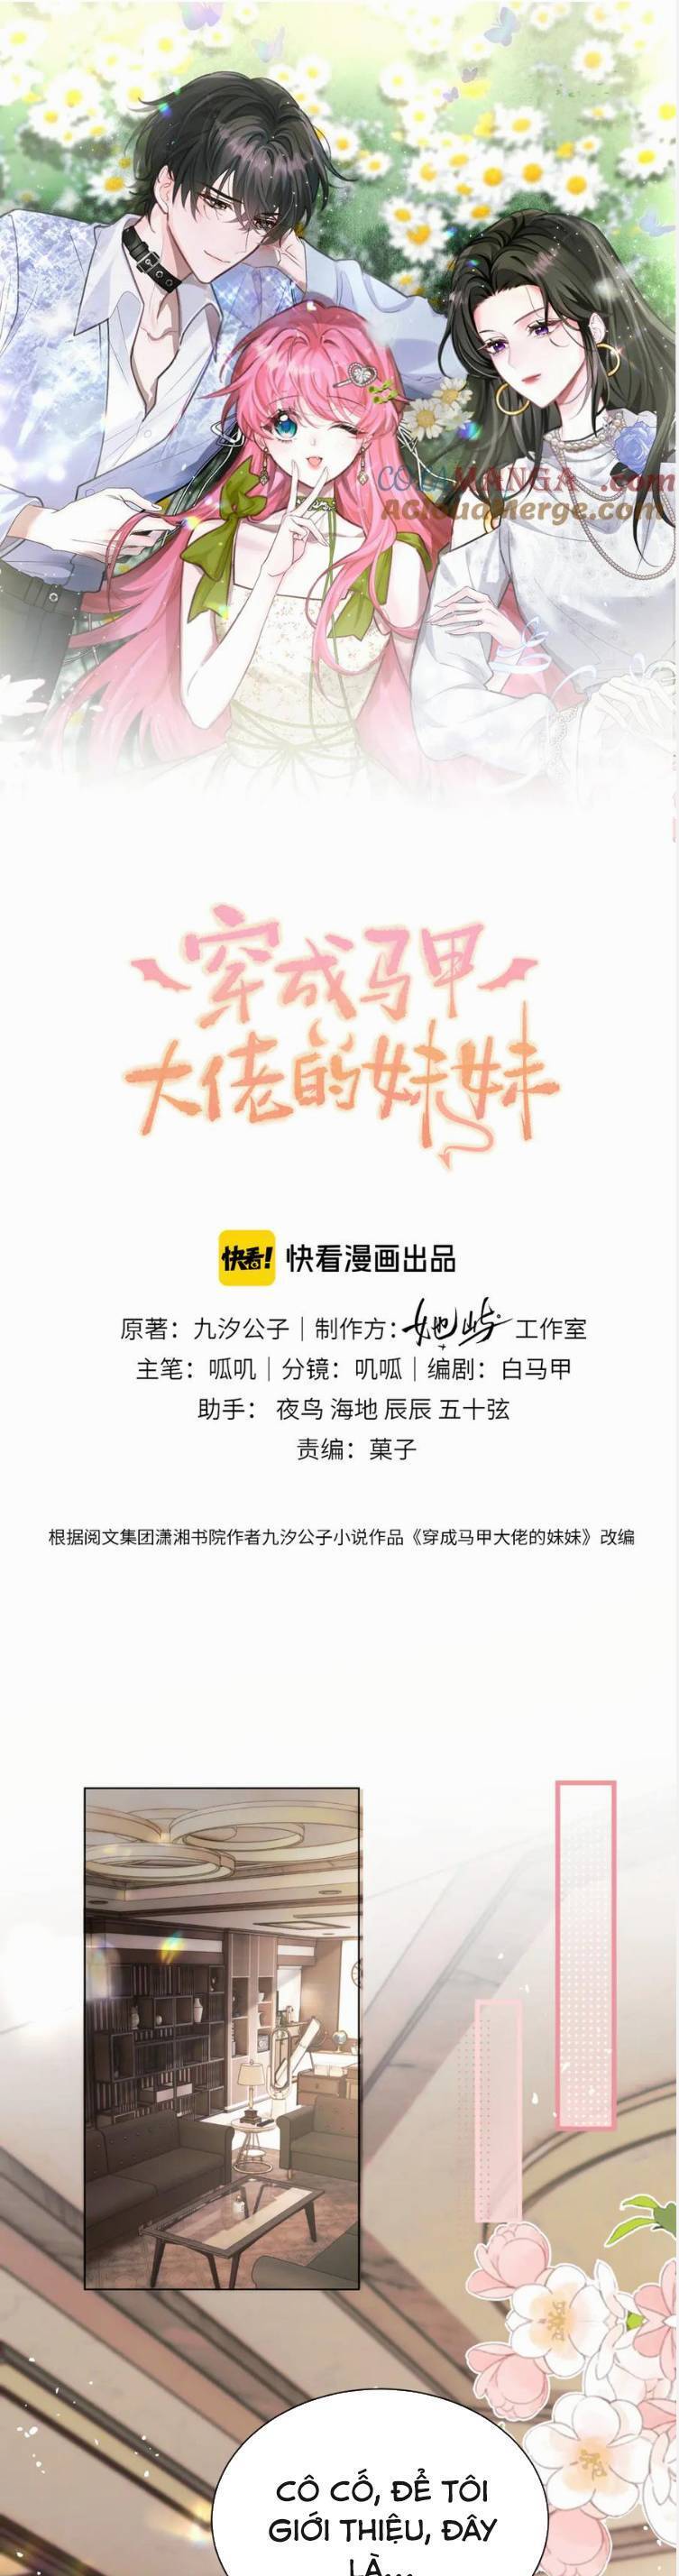 COLAMANGA.com
ACloudMerge.com
穿成马甲
大佬的妹妹
快看! 快看漫画出品
原著：九汐公子｜制作方：她屿。工作室
主笔：呱叽｜分镜：叽呱｜编剧：白马甲
助手： 夜鸟 海地 辰辰 五十弦
责编：菓子
根据阅文集团潇湘书院作者九汐公子小说作品《穿成马甲大佬的妹妹》改编
CÔ CỐ, ĐỂ TÔI
GIỚI THIỆU, ĐÂY
LÀ...